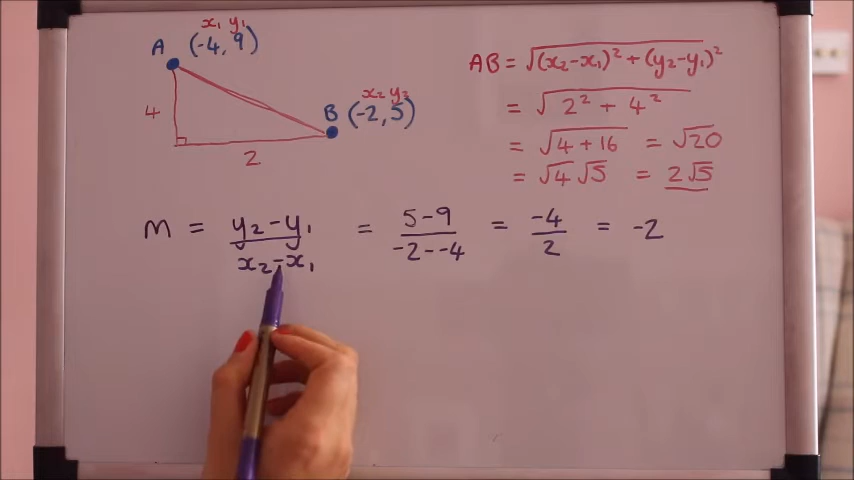 x₁ y₁
A (-4, 9)
x₂ y₂
B (-2, 5)
4
2
AB = √(x₂-x₁)² + (y₂-y₁)²
= √2² + 4²
= √4 + 16 = √20
= √4 √5 = 2√5
m = y₂-y₁ / x₂-x₁ = 5-9 / -2--4 = -4 / 2 = -2